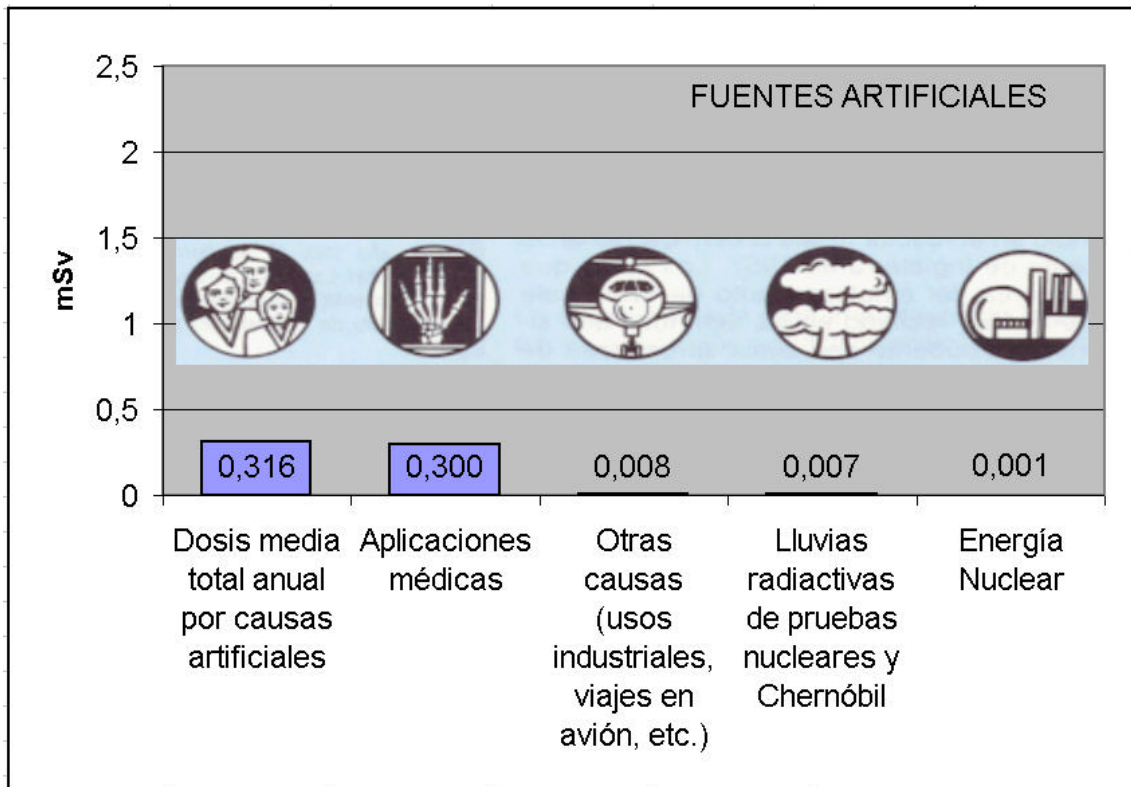 2,5
FUENTES ARTIFICIALES
2
1,5
mSv
1
0,5
0,316
0,300
0,008
0,007
0,001
0
Dosis media
total anual
por causas
artificiales
Aplicaciones
médicas
Otras
causas
(usos
industriales,
viajes en
avión, etc.)
Lluvias
radiactivas
de pruebas
nucleares y
Chernóbil
Energía
Nuclear